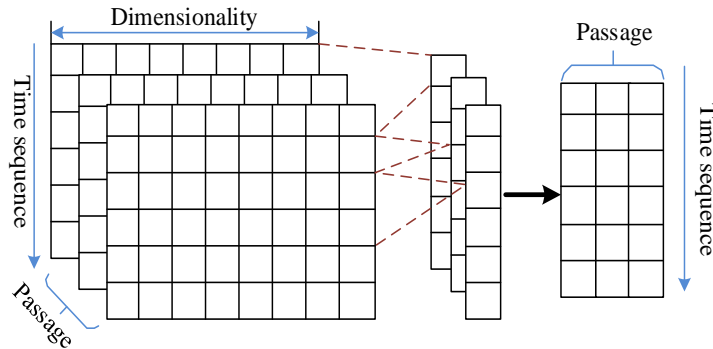 Dimensionality
Time sequence
Passage
Passage
Time sequence